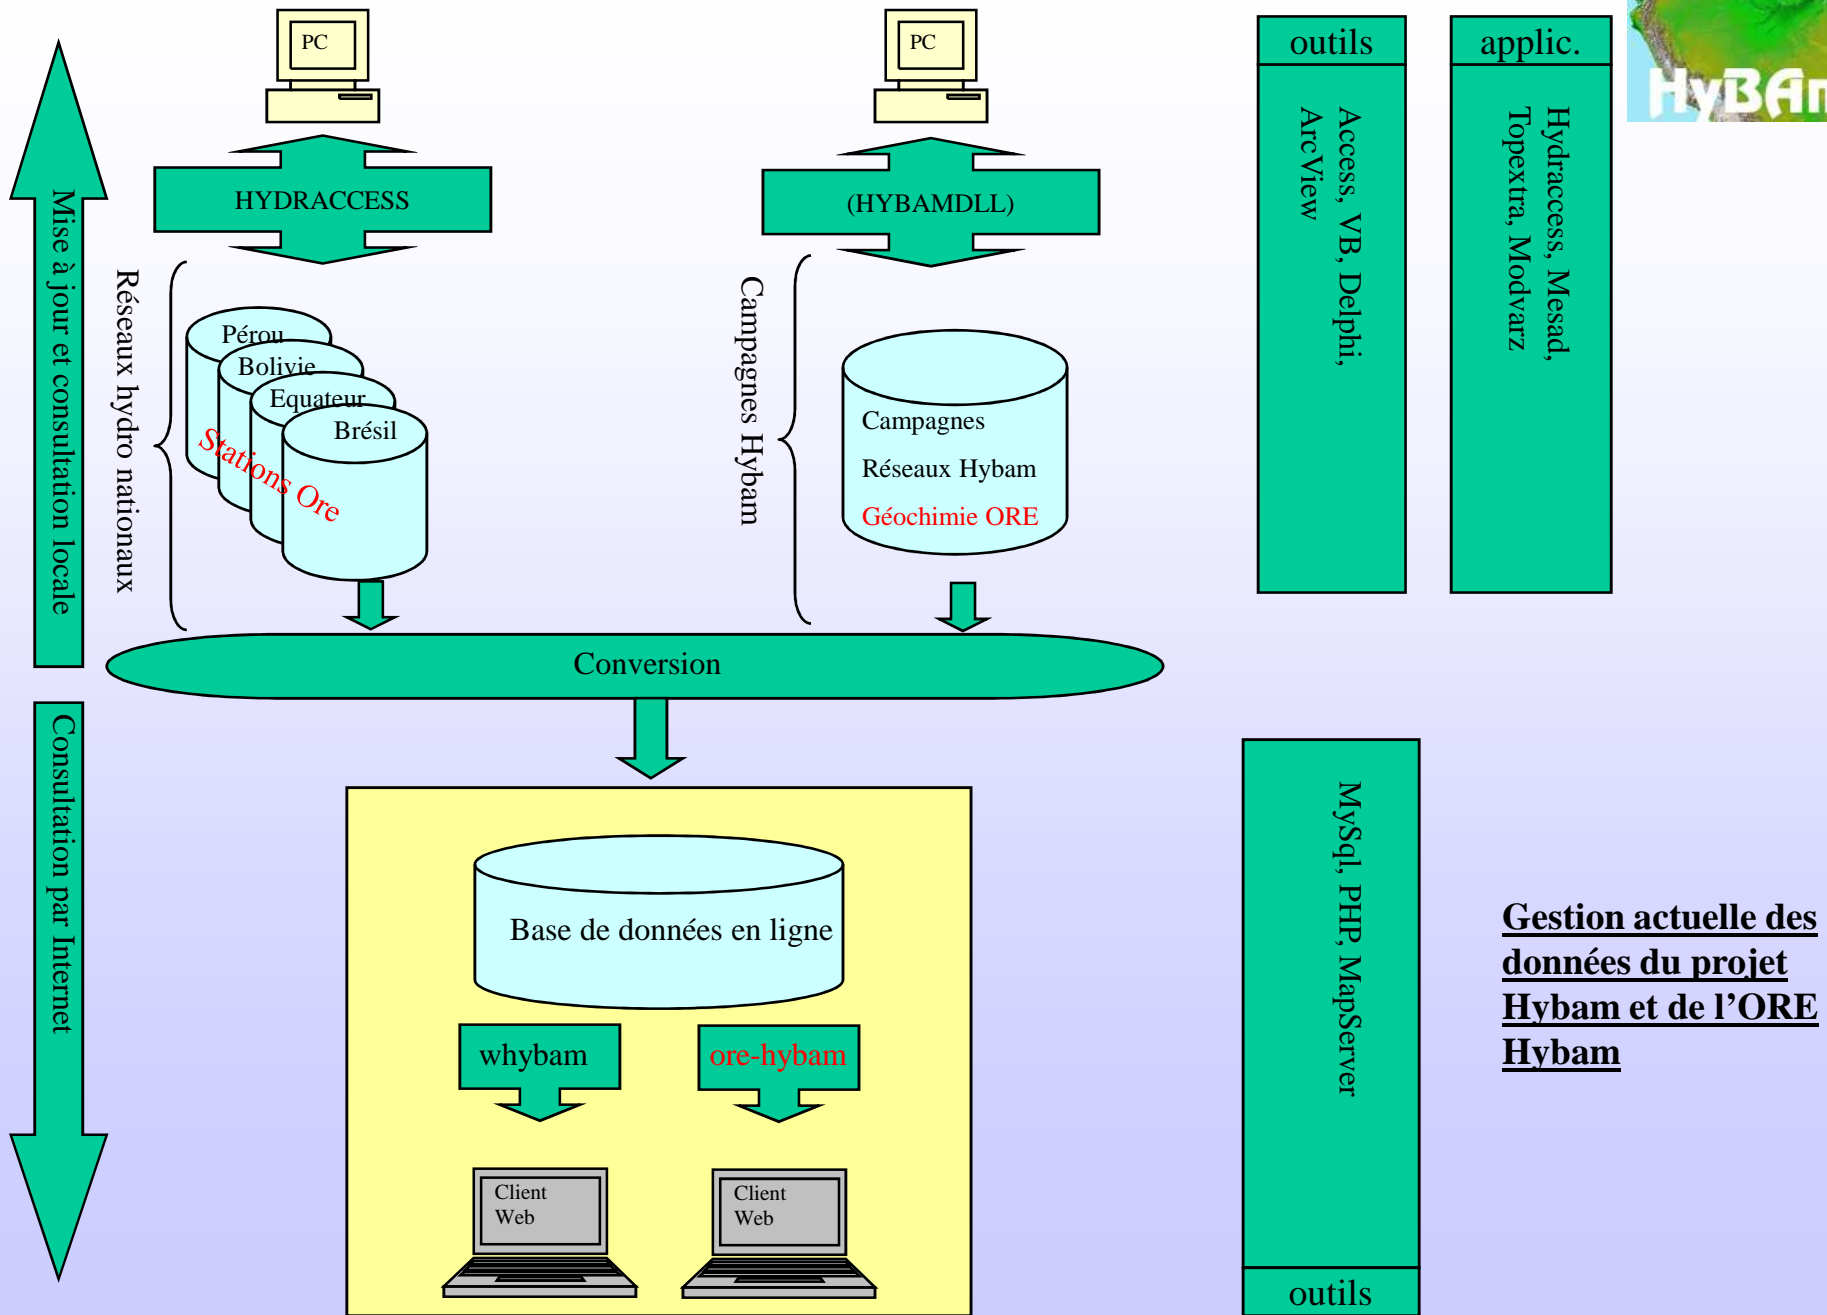 PC
PC
outils
applic.
HYDRACCESS
(HYBAMDLL)
Mise à jour et consultation locale
Réseaux hydro nationaux
Pérou
Bolivie
Equateur
Brésil
Stations Ore
Campagnes Hybam
Campagnes
Réseaux Hybam
Géochimie ORE
Access, VB, Delphi,
ArcView
Hydraccess, Mesad,
Topextra, Modvarz
Conversion
Consultation par Internet
Base de données en ligne
whybam
ore-hybam
Client
Web
Client
Web
MySql, PHP, MapServer
outils
Gestion actuelle des
données du projet
Hybam et de l’ORE
Hybam